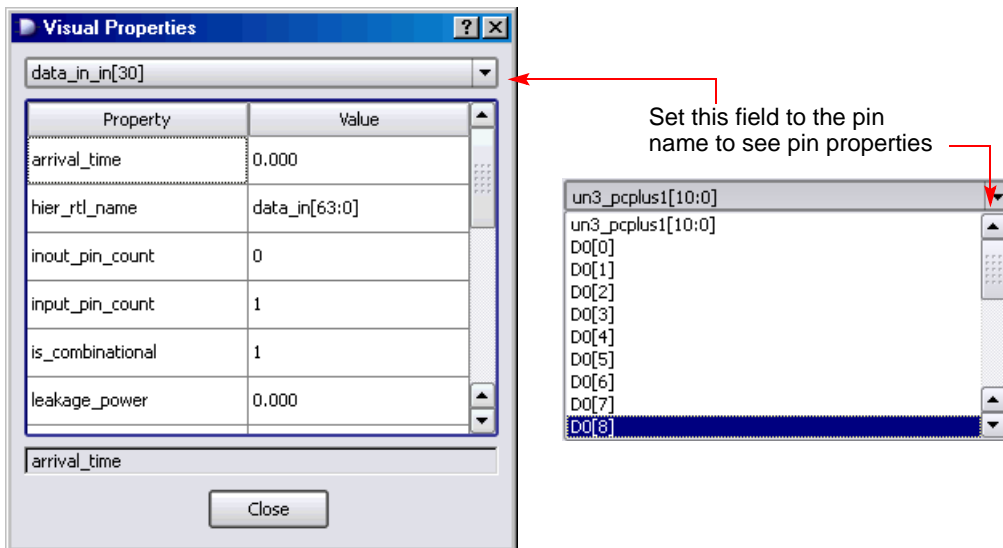 Visual Properties
data_in_in[30]
Property Value
arrival_time 0.000
hier_rtl_name data_in[63:0]
inout_pin_count 0
input_pin_count 1
is_combinational 1
leakage_power 0.000
arrival_time
Close
Set this field to the pin
name to see pin properties
un3_pcplus1[10:0]
un3_pcplus1[10:0]
D0[0]
D0[1]
D0[2]
D0[3]
D0[4]
D0[5]
D0[6]
D0[7]
D0[8]